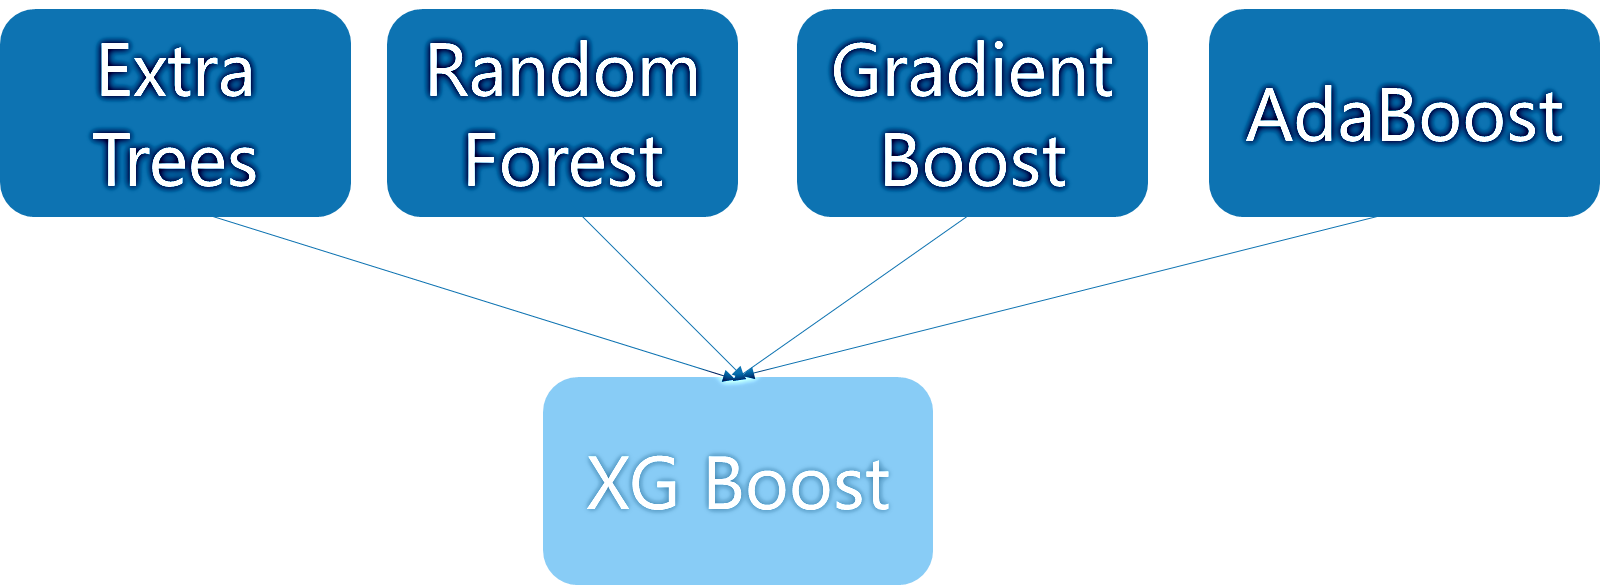 Extra
Trees
Random
Forest
Gradient
Boost
AdaBoost
XG Boost